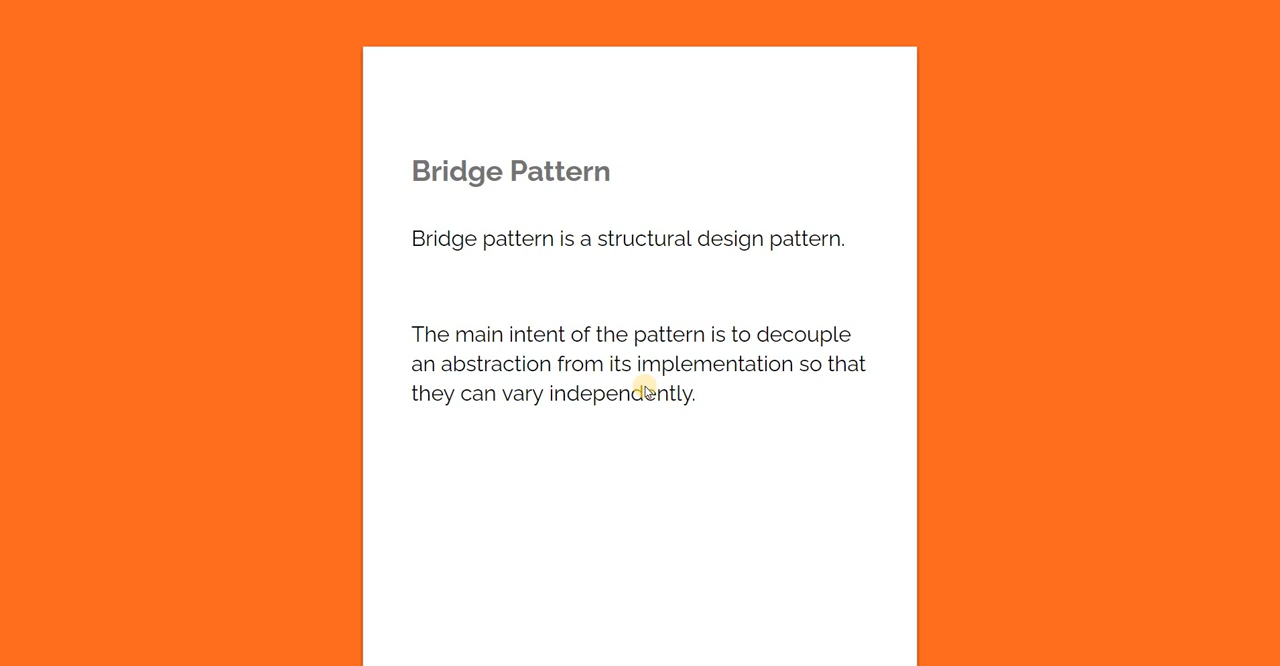 Bridge Pattern
Bridge pattern is a structural design pattern.
The main intent of the pattern is to decouple
an abstraction from its implementation so that
they can vary independently.